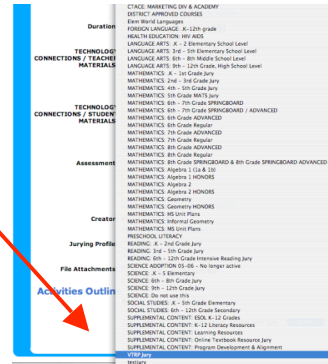 CTACE: MARKETING DIV & ACADEMY
DISTRICT APPROVED COURSES
Elem World Languages
FOREIGN LANGUAGE: K-12th grade
HEALTH EDUCATION: HIV AIDS
LANGUAGE ARTS: K - 2 Elementary School Level
LANGUAGE ARTS: 3rd - 5th Elementary School Level
LANGUAGE ARTS: 6th - 8th Middle School Level
LANGUAGE ARTS: 9th - 12th Grade, High School Level
MATHEMATICS: K - 1st Grade Jury
MATHEMATICS: 2nd - 3rd Grade Jury
MATHEMATICS: 4th - 5th Grade Jury
MATHEMATICS: 5th Grade MATS Jury
MATHEMATICS: 6th - 7th Grade SPRINGBOARD
MATHEMATICS: 6th - 7th Grade SPRINGBOARD / ADVANCED
MATHEMATICS: 6th Grade ADVANCED
MATHEMATICS: 6th Grade Regular
MATHEMATICS: 7th Grade ADVANCED
MATHEMATICS: 7th Grade Regular
MATHEMATICS: 8th Grade ADVANCED
MATHEMATICS: 8th Grade Regular
MATHEMATICS: 8th Grade SPRINGBOARD & 8th Grade SPRINGBOARD ADVANCED
MATHEMATICS: Algebra 1 (1a & 1b)
MATHEMATICS: Algebra 1 HONORS
MATHEMATICS: Algebra 2
MATHEMATICS: Algebra 2 HONORS
MATHEMATICS: Geometry
MATHEMATICS: Geometry HONORS
MATHEMATICS: HS Unit Plans
MATHEMATICS: Informal Geometry
MATHEMATICS: MS Unit Plans
PRESCHOOL LITERACY
READING: K - 2nd Grade Jury
READING: 3rd - 5th Grade Jury
READING: 6th - 12th Grade Intensive Reading Jury
SCIENCE ADOPTION 05-06 - No longer active
SCIENCE: K - 5 Elementary
SCIENCE: 6th - 8th Grade Jury
SCIENCE: 9th - 12th Grade Jury
SCIENCE: Do not use this
SOCIAL STUDIES: K - 5th Grade Elementary
SOCIAL STUDIES: 6th - 12th Grade Secondary
SUPPLEMENTAL CONTENT: ESOL K-12 Grades
SUPPLEMENTAL CONTENT: K-12 Literacy Resources
SUPPLEMENTAL CONTENT: Learning Resources
SUPPLEMENTAL CONTENT: Online Textbook Resource Jury
SUPPLEMENTAL CONTENT: Program Development & Alignment
VTRP Jury
testjury
Duration
TECHNOLOGY
CONNECTIONS / TEACHER
MATERIALS
TECHNOLOGY
CONNECTIONS / STUDENT
MATERIALS
Assessment
Creator
Jurying Profile
File Attachments
Activities Outlin